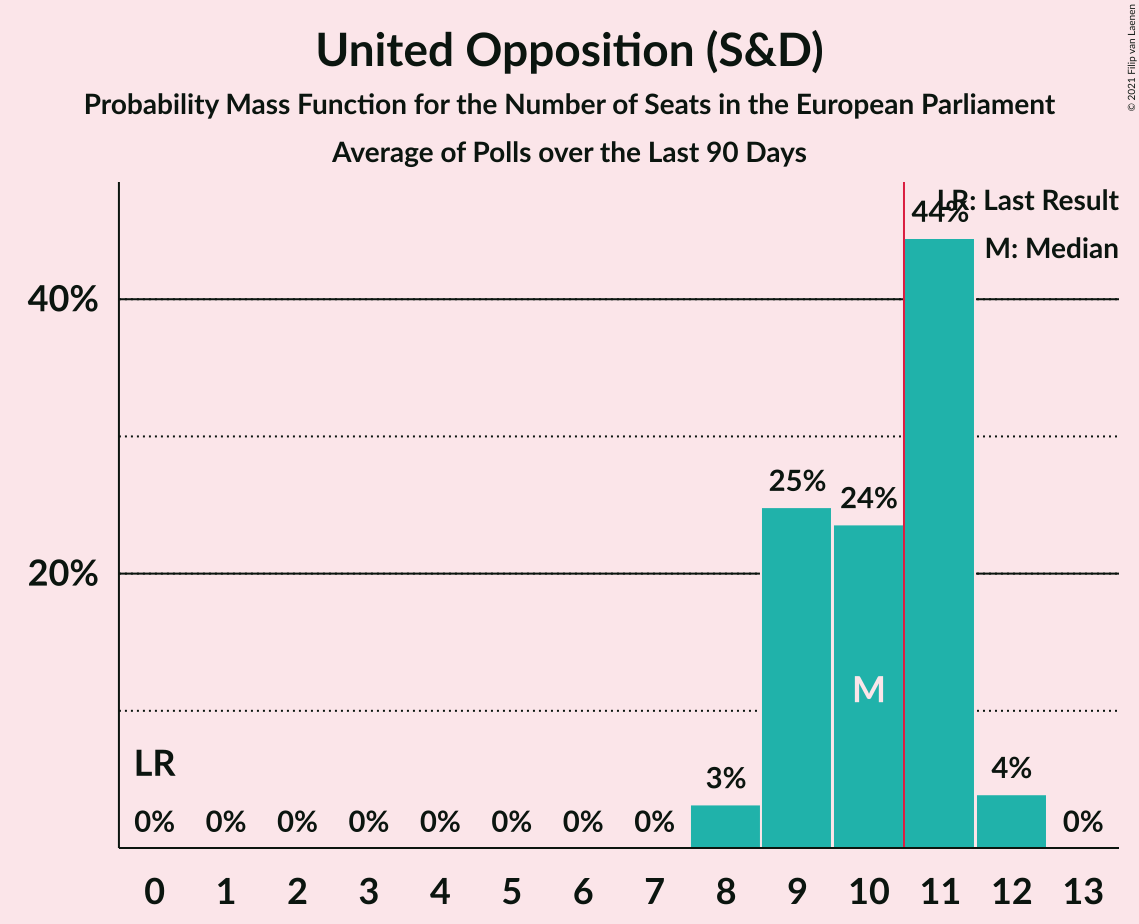 United Opposition (S&D)
Probability Mass Function for the Number of Seats in the European Parliament
Average of Polls over the Last 90 Days
© 2021 Filip van Laenen
LR: Last Result
M: Median
44%
40%
25%
24%
20%
M
LR
3%
4%
0% 0% 0% 0% 0% 0% 0% 0% 0%
0 1 2 3 4 5 6 7 8 9 10 11 12 13